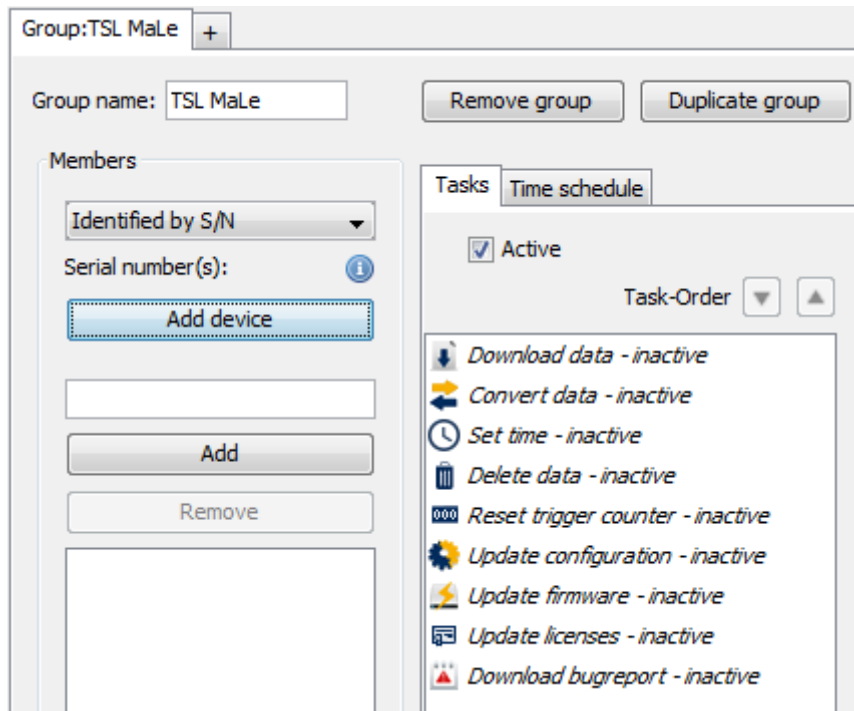 Group:TSL MaLe
+
Group name: TSL MaLe
Remove group
Duplicate group
Members
Identified by S/N
Serial number(s):
Add device
Add
Remove
Tasks
Time schedule
Active
Task-Order
Download data - inactive
Convert data - inactive
Set time - inactive
Delete data - inactive
000 Reset trigger counter - inactive
Update configuration - inactive
Update firmware - inactive
Update licenses - inactive
Download bugreport - inactive